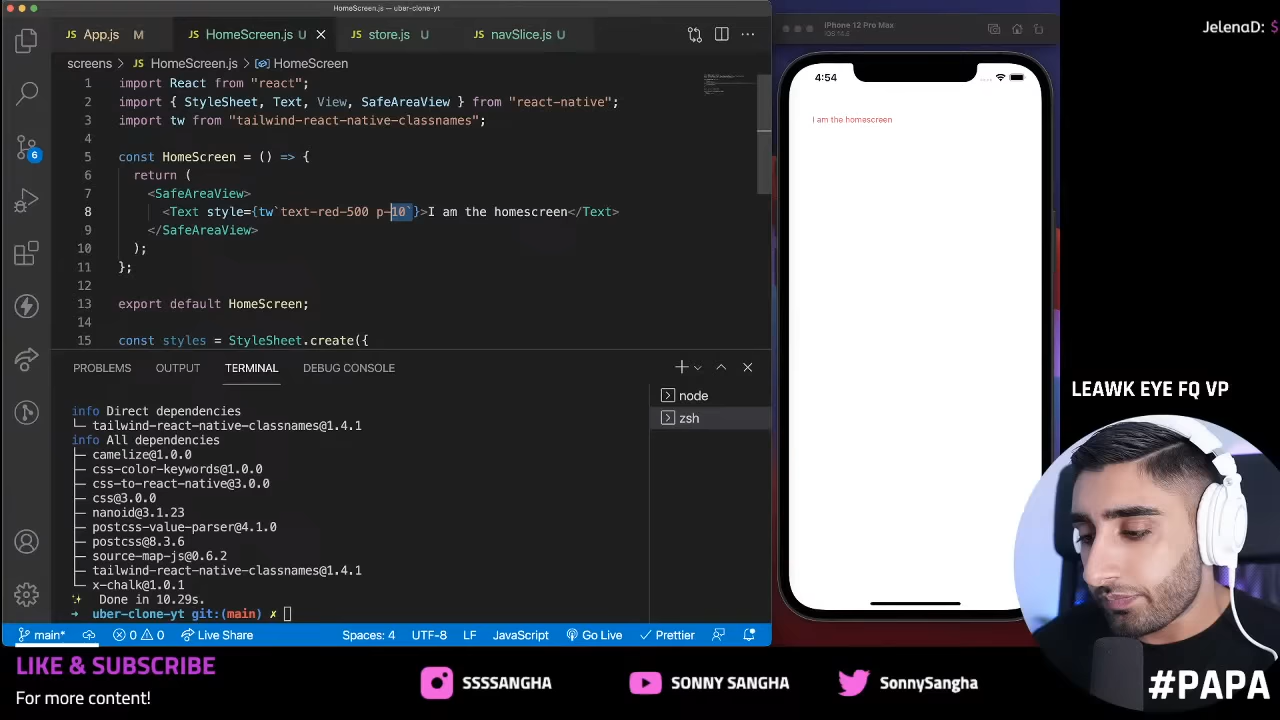 HomeScreen.js — uber-clone-yt
App.js M
HomeScreen.js U
store.js U
navSlice.js U
screens > JS HomeScreen.js > HomeScreen
1 import React from "react";
2 import { StyleSheet, Text, View, SafeAreaView } from "react-native";
3 import tw from "tailwind-react-native-classnames";
4
5 const HomeScreen = () => {
6 return (
7 <SafeAreaView>
8 <Text style={tw`text-red-500 p-10`}>I am the homescreen</Text>
9 </SafeAreaView>
10 );
11 };
12
13 export default HomeScreen;
14
15 const styles = StyleSheet.create({
6
PROBLEMS OUTPUT TERMINAL DEBUG CONSOLE
info Direct dependencies
└─ tailwind-react-native-classnames@1.4.1
info All dependencies
├─ camelize@1.0.0
├─ css-color-keywords@1.0.0
├─ css-to-react-native@3.0.0
├─ css@3.0.0
├─ nanoid@3.1.23
├─ postcss-value-parser@4.1.0
├─ postcss@8.3.6
├─ source-map-js@0.6.2
├─ tailwind-react-native-classnames@1.4.1
└─ x-chalk@1.0.1
✨ Done in 10.29s.
→ uber-clone-yt git:(main) ✗
node
zsh
main* 0 0 Live Share Spaces: 4 UTF-8 LF JavaScript Go Live Prettier
iPhone 12 Pro Max
4:54
I am the homescreen
JelenaD: $
LEAWK EYE FQ VP
LIKE & SUBSCRIBE
For more content!
SSSSANGHA
SONNY SANGHA
SonnySangha
#PAPA